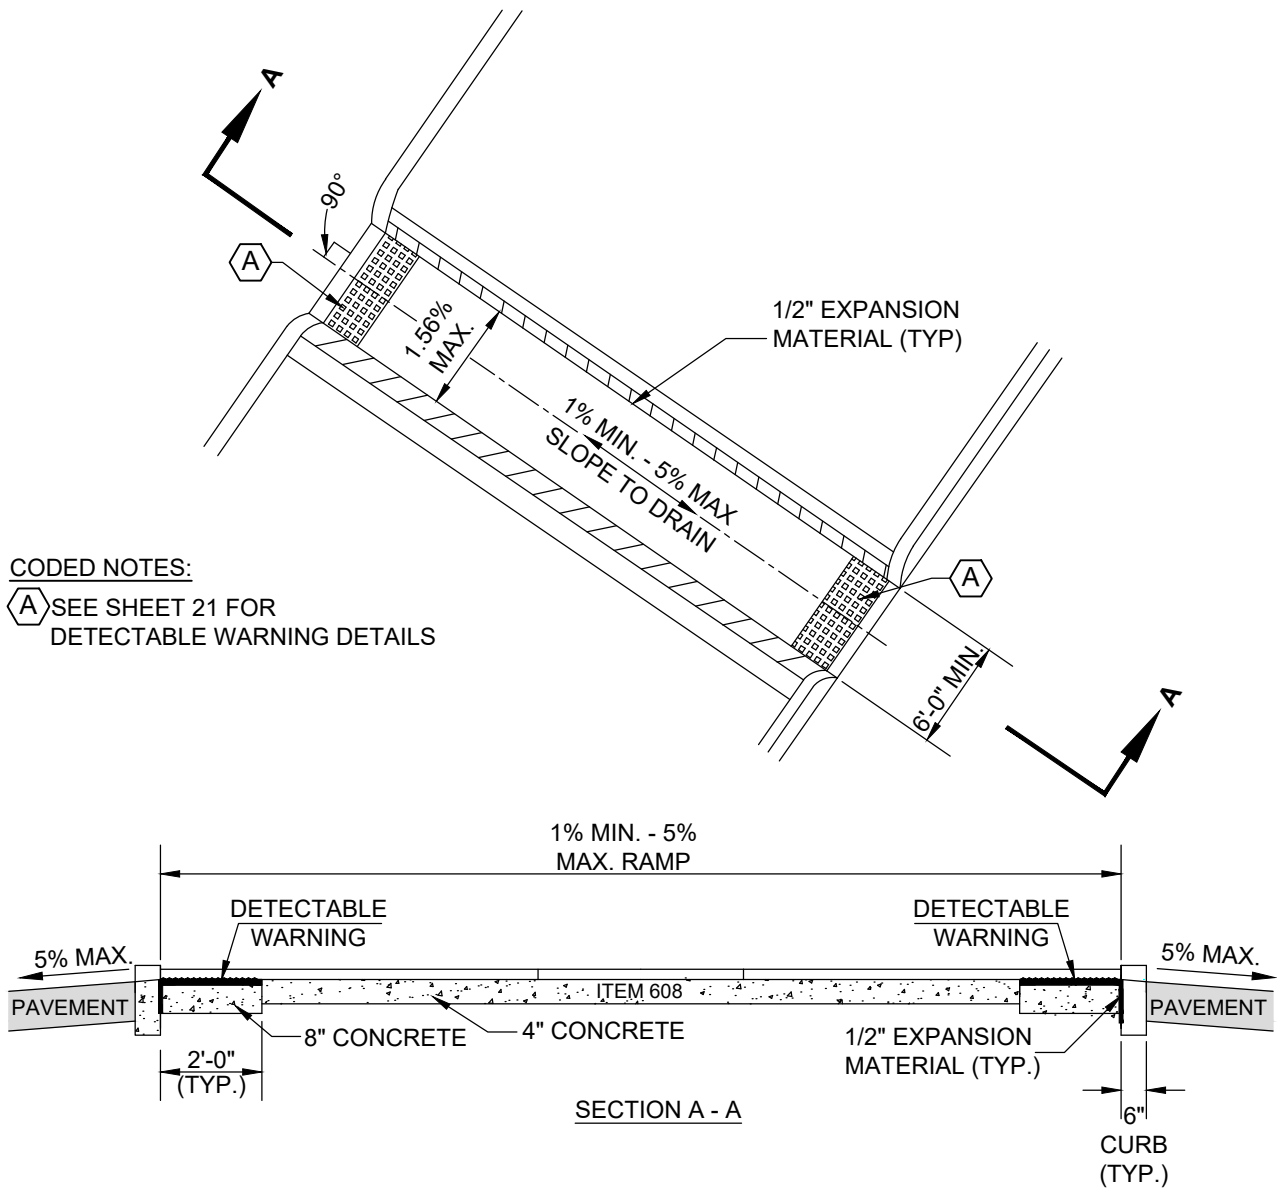 A
90°
A
1.56%
MAX.
1/2" EXPANSION
MATERIAL (TYP)
1% MIN. - 5% MAX
SLOPE TO DRAIN
A
CODED NOTES:
A SEE SHEET 21 FOR
DETECTABLE WARNING DETAILS
6'-0" MIN.
A
1% MIN. - 5%
MAX. RAMP
DETECTABLE
WARNING
DETECTABLE
WARNING
5% MAX.
5% MAX.
PAVEMENT
ITEM 608
PAVEMENT
8" CONCRETE
4" CONCRETE
1/2" EXPANSION
MATERIAL (TYP.)
2'-0"
(TYP.)
SECTION A - A
6"
CURB
(TYP.)